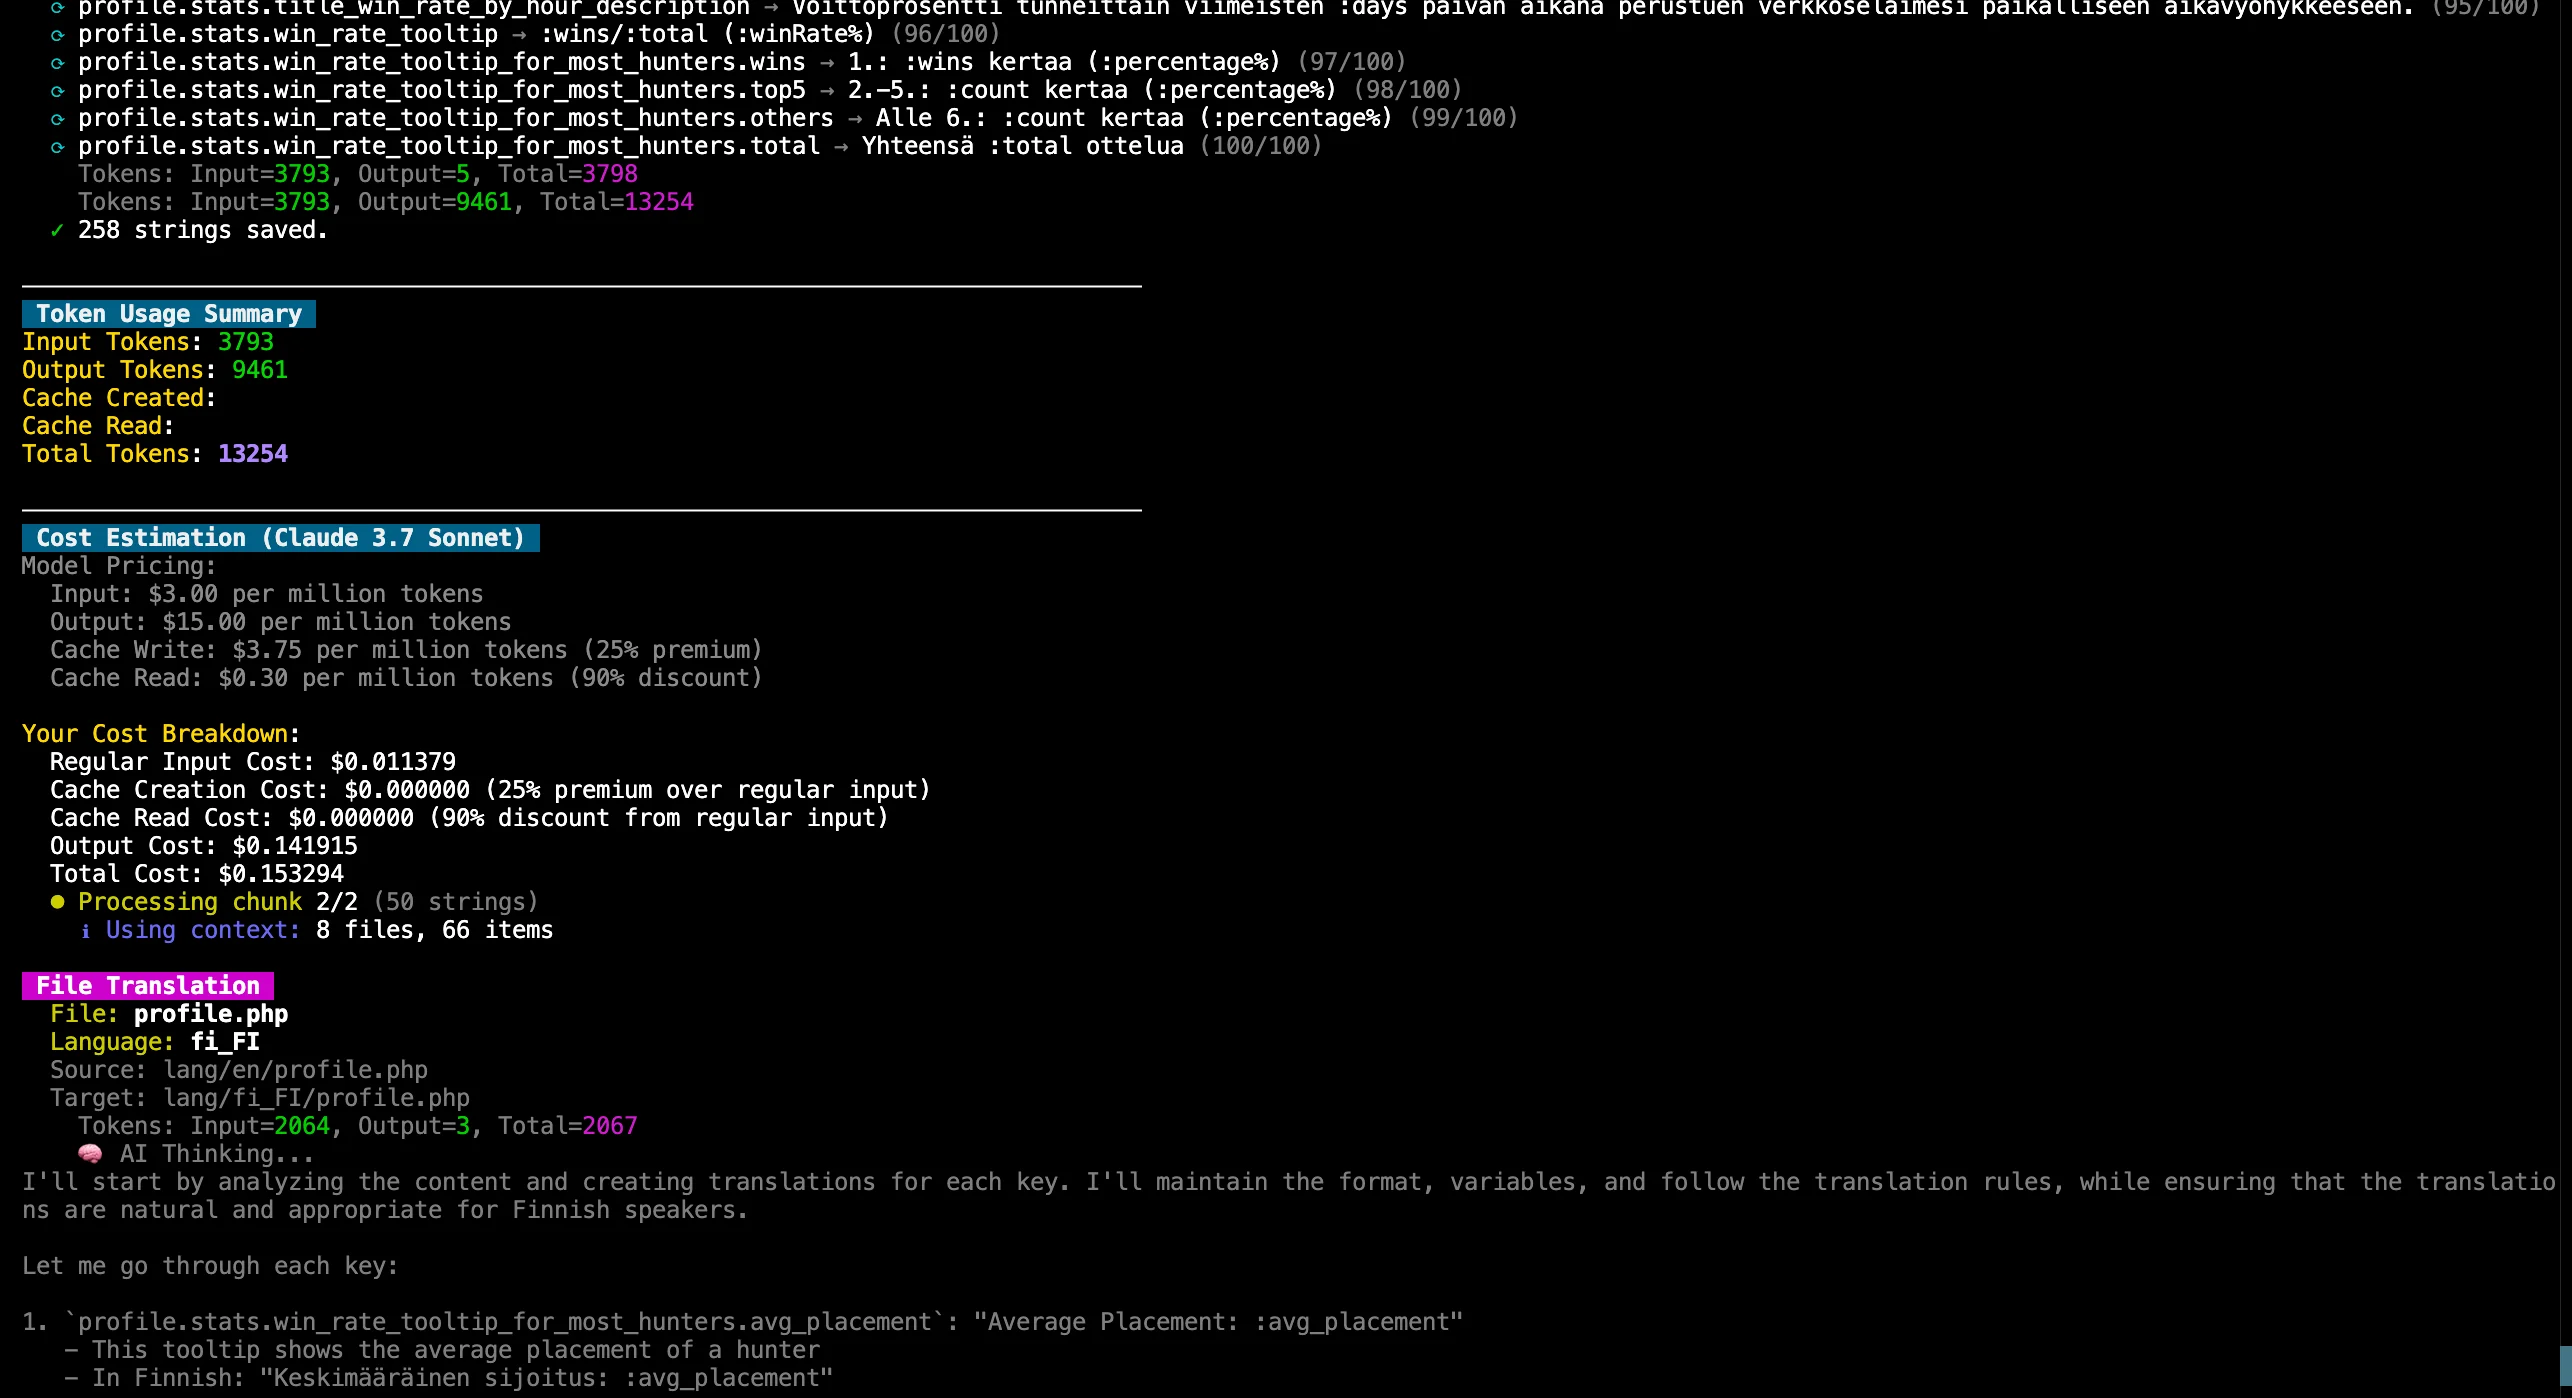 ⟳ profile.stats.title_win_rate_by_hour_description → Voittoprosentti tunneittain viimeisten :days päivän aikana perustuen verkkoselaimesi paikalliseen aikavyöhykkeeseen. (95/100)
⟳ profile.stats.win_rate_tooltip → :wins/:total (:winRate%) (96/100)
⟳ profile.stats.win_rate_tooltip_for_most_hunters.wins → 1.: :wins kertaa (:percentage%) (97/100)
⟳ profile.stats.win_rate_tooltip_for_most_hunters.top5 → 2.–5.: :count kertaa (:percentage%) (98/100)
⟳ profile.stats.win_rate_tooltip_for_most_hunters.others → Alle 6.: :count kertaa (:percentage%) (99/100)
⟳ profile.stats.win_rate_tooltip_for_most_hunters.total → Yhteensä :total ottelua (100/100)
Tokens: Input=3793, Output=5, Total=3798
Tokens: Input=3793, Output=9461, Total=13254
✓ 258 strings saved.
Token Usage Summary
Input Tokens: 3793
Output Tokens: 9461
Cache Created:
Cache Read:
Total Tokens: 13254
Cost Estimation (Claude 3.7 Sonnet)
Model Pricing:
Input: $3.00 per million tokens
Output: $15.00 per million tokens
Cache Write: $3.75 per million tokens (25% premium)
Cache Read: $0.30 per million tokens (90% discount)
Your Cost Breakdown:
Regular Input Cost: $0.011379
Cache Creation Cost: $0.000000 (25% premium over regular input)
Cache Read Cost: $0.000000 (90% discount from regular input)
Output Cost: $0.141915
Total Cost: $0.153294
● Processing chunk 2/2 (50 strings)
ℹ Using context: 8 files, 66 items
File Translation
File: profile.php
Language: fi_FI
Source: lang/en/profile.php
Target: lang/fi_FI/profile.php
Tokens: Input=2064, Output=3, Total=2067
🧠 AI Thinking...
I'll start by analyzing the content and creating translations for each key. I'll maintain the format, variables, and follow the translation rules, while ensuring that the translatio
ns are natural and appropriate for Finnish speakers.
Let me go through each key:
1. `profile.stats.win_rate_tooltip_for_most_hunters.avg_placement`: "Average Placement: :avg_placement"
– This tooltip shows the average placement of a hunter
– In Finnish: "Keskimääräinen sijoitus: :avg_placement"